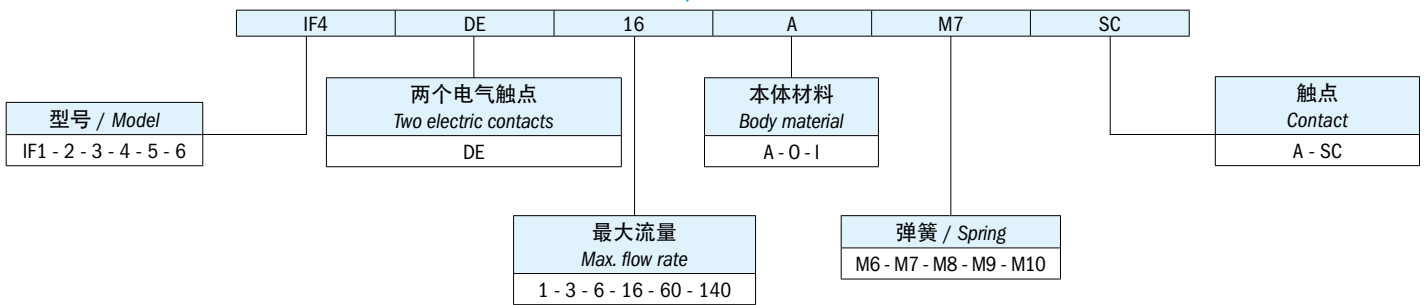 IF4 DE 16 A M7 SC
型号 / Model
IF1 - 2 - 3 - 4 - 5 - 6
两个电气触点
Two electric contacts
DE
本体材料
Body material
A - O - I
触点
Contact
A - SC
最大流量
Max. flow rate
1 - 3 - 6 - 16 - 60 - 140
弹簧 / Spring
M6 - M7 - M8 - M9 - M10